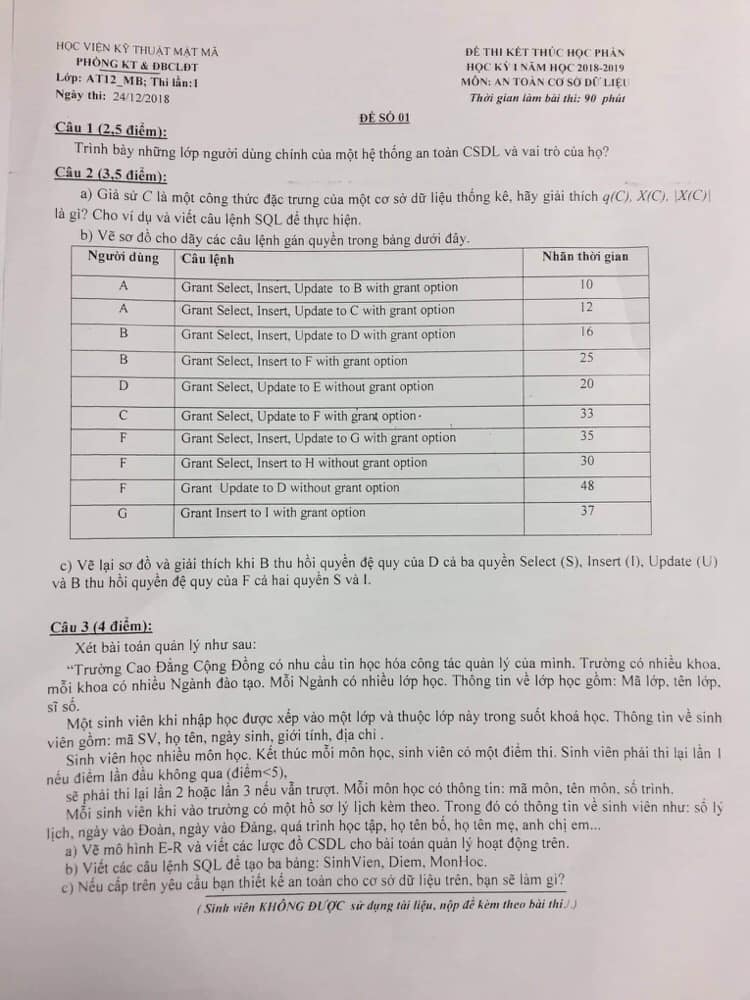 HỌC VIỆN KỸ THUẬT MẬT MÃ
PHÒNG KT & ĐBCLĐT
Lớp: AT12_MB; Thi lần:1
Ngày thi: 24/12/2018
ĐỀ THI KẾT THÚC HỌC PHẦN
HỌC KỲ I NĂM HỌC 2018-2019
MÔN: AN TOÀN CƠ SỞ DỮ LIỆU
Thời gian làm bài thi: 90 phút
ĐỀ SỐ 01
Câu 1 (2,5 điểm):
Trình bày những lớp người dùng chính của một hệ thống an toàn CSDL và vai trò của họ?
Câu 2 (3,5 điểm):
a) Giả sử C là một công thức đặc trưng của một cơ sở dữ liệu thống kê, hãy giải thích q(C), X(C), |X(C)|
là gì? Cho ví dụ và viết câu lệnh SQL để thực hiện.
b) Vẽ sơ đồ cho dãy các câu lệnh gán quyền trong bảng dưới đây.
Người dùng Câu lệnh Nhãn thời gian
A Grant Select, Insert, Update to B with grant option 10
A Grant Select, Insert, Update to C with grant option 12
B Grant Select, Insert, Update to D with grant option 16
B Grant Select, Insert to F with grant option 25
D Grant Select, Update to E without grant option 20
C Grant Select, Update to F with grant option 33
F Grant Select, Insert, Update to G with grant option 35
F Grant Select, Insert to H without grant option 30
F Grant Update to D without grant option 48
G Grant Insert to I with grant option 37
c) Vẽ lại sơ đồ và giải thích khi B thu hồi quyền đệ quy của D cả ba quyền Select (S), Insert (I), Update (U)
và B thu hồi quyền đệ quy của F cả hai quyền S và I.
Câu 3 (4 điểm):
Xét bài toán quản lý như sau:
“Trường Cao Đẳng Cộng Đồng có nhu cầu tin học hóa công tác quản lý của mình. Trường có nhiều khoa,
mỗi khoa có nhiều Ngành đào tạo. Mỗi Ngành có nhiều lớp học. Thông tin về lớp học gồm: Mã lớp, tên lớp,
sĩ số.
Một sinh viên khi nhập học được xếp vào một lớp và thuộc lớp này trong suốt khoá học. Thông tin về sinh
viên gồm: mã SV, họ tên, ngày sinh, giới tính, địa chỉ .
Sinh viên học nhiều môn học. Kết thúc mỗi môn học, sinh viên có một điểm thi. Sinh viên phải thi lại lần 1
nếu điểm lần đầu không qua (điểm<5),
sẽ phải thi lại lần 2 hoặc lần 3 nếu vẫn trượt. Mỗi môn học có thông tin: mã môn, tên môn, số trình.
Mỗi sinh viên khi vào trường có một hồ sơ lý lịch kèm theo. Trong đó có thông tin về sinh viên như: số lý
lịch, ngày vào Đoàn, ngày vào Đảng, quá trình học tập, họ tên bố, họ tên mẹ, anh chị em...
a) Vẽ mô hình E-R và viết các lược đồ CSDL cho bài toán quản lý hoạt động trên.
b) Viết các câu lệnh SQL để tạo ba bảng: SinhVien, Diem, MonHoc.
c) Nếu cấp trên yêu cầu bạn thiết kế an toàn cho cơ sở dữ liệu trên, bạn sẽ làm gì?
( Sinh viên KHÔNG ĐƯỢC sử dụng tài liệu, nộp đề kèm theo bài thi./.)